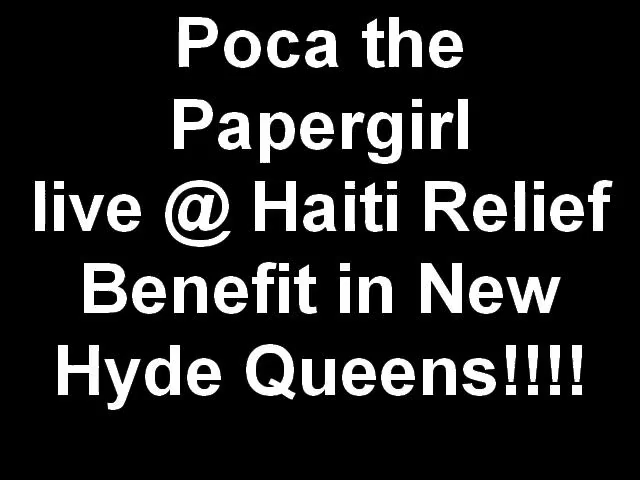 Poca the
Papergirl
live @ Haiti Relief
Benefit in New
Hyde Queens!!!!